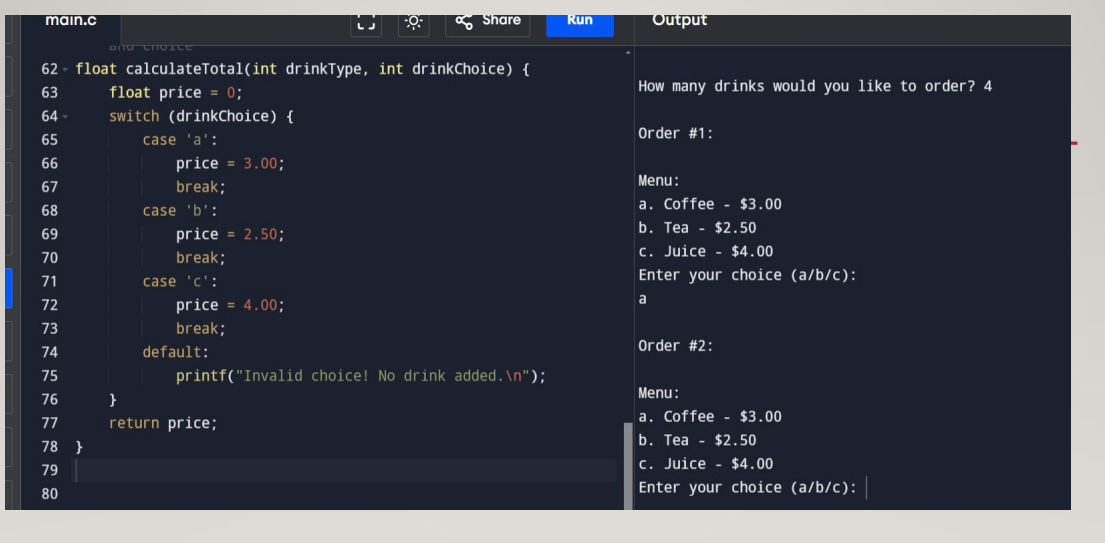 main.c
Share
Run
Output
and choice
62 float calculateTotal(int drinkType, int drinkChoice) {
63 float price = 0;
64 switch (drinkChoice) {
65 case 'a':
66 price = 3.00;
67 break;
68 case 'b':
69 price = 2.50;
70 break;
71 case 'c':
72 price = 4.00;
73 break;
74 default:
75 printf("Invalid choice! No drink added.\n");
76 }
77 return price;
78 }
79
80
How many drinks would you like to order? 4
Order #1:
Menu:
a. Coffee - $3.00
b. Tea - $2.50
c. Juice - $4.00
Enter your choice (a/b/c):
a
Order #2:
Menu:
a. Coffee - $3.00
b. Tea - $2.50
c. Juice - $4.00
Enter your choice (a/b/c):